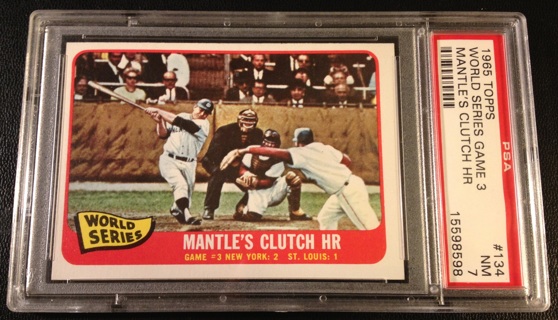 WORLD
SERIES
MANTLE'S CLUTCH HR
GAME #3 NEW YORK: 2 ST. LOUIS: 1
1965 TOPPS
WORLD SERIES GAME 3
MANTLE'S CLUTCH HR
PSA
#134
NM
7
15598598